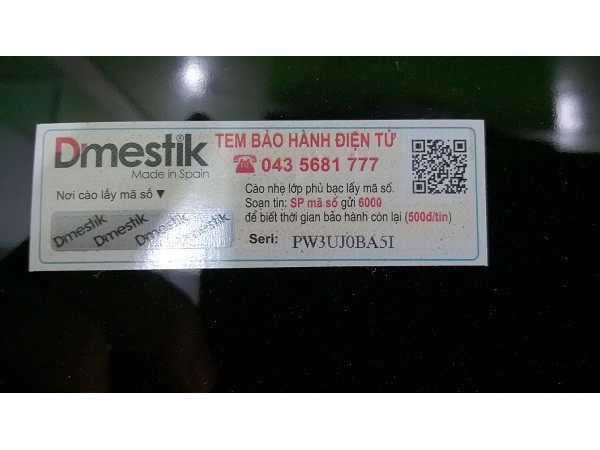 Dmestik
Made in Spain
TEM BẢO HÀNH ĐIỆN TỬ
☎ 043 5681 777
Nơi cào lấy mã số ▼
Dmestik Dmestik Dmestik Dmestik
Cào nhẹ lớp phủ bạc lấy mã số.
Soạn tin: SP mã số gửi 6000
để biết thời gian bảo hành còn lại (500đ/tin)
Seri: PW3UJ0BA5I